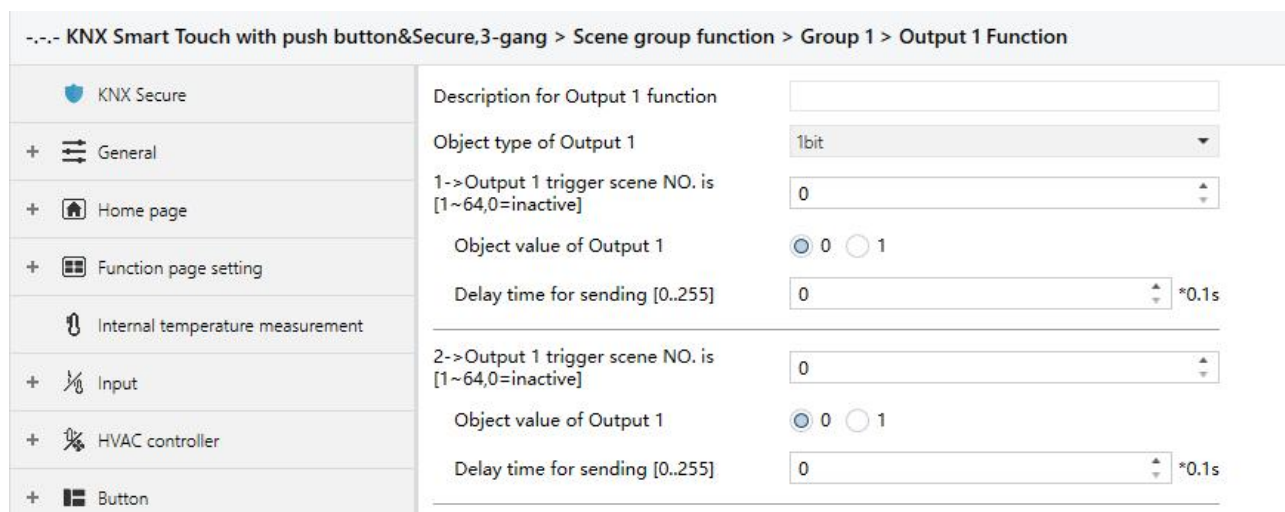 -.-.- KNX Smart Touch with push button&Secure,3-gang > Scene group function > Group 1 > Output 1 Function
KNX Secure
+ General
+ Home page
+ Function page setting
Internal temperature measurement
+ Input
+ HVAC controller
+ Button
Description for Output 1 function
Object type of Output 1 1bit
1->Output 1 trigger scene NO. is
[1~64,0=inactive] 0
Object value of Output 1 0 1
Delay time for sending [0..255] 0 *0.1s
2->Output 1 trigger scene NO. is
[1~64,0=inactive] 0
Object value of Output 1 0 1
Delay time for sending [0..255] 0 *0.1s